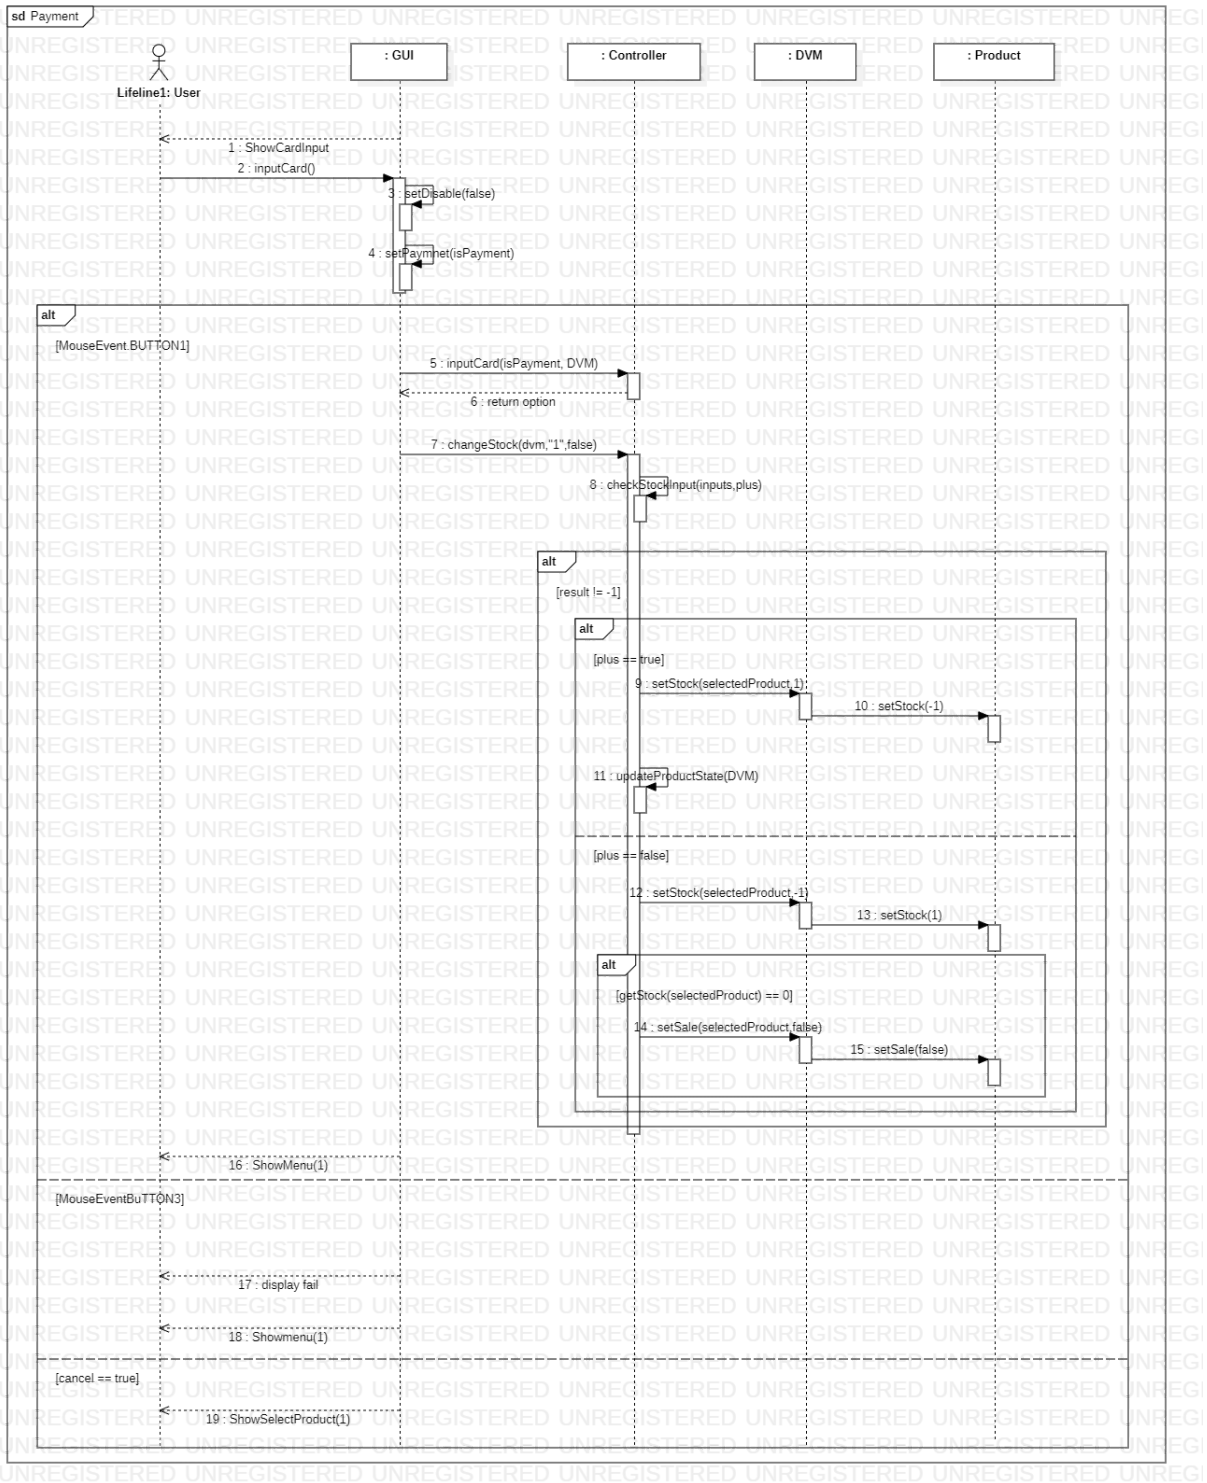 sd Payment
: GUI
: Controller
: DVM
: Product
Lifeline1: User
1 : ShowCardInput
2 : inputCard()
3 : setDisable(false)
4 : setPaymnet(isPayment)
alt
[MouseEvent.BUTTON1]
5 : inputCard(isPayment, DVM)
6 : return option
7 : changeStock(dvm,"1",false)
8 : checkStockInput(inputs,plus)
alt
[result != -1]
alt
[plus == true]
9 : setStock(selectedProduct,1)
10 : setStock(-1)
11 : updateProductState(DVM)
[plus == false]
12 : setStock(selectedProduct,-1)
13 : setStock(1)
alt
[getStock(selectedProduct) == 0]
14 : setSale(selectedProduct,false)
15 : setSale(false)
16 : ShowMenu(1)
[MouseEventBuTTON3]
17 : display fail
18 : Showmenu(1)
[cancel == true]
19 : ShowSelectProduct(1)
UNREGISTERED